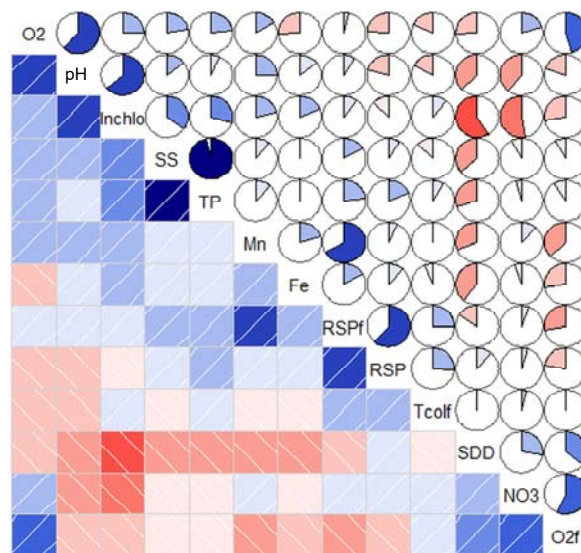 O2
pH
lnchlo
SS
TP
Mn
Fe
RSPf
RSP
Tcolf
SDD
NO3
O2f